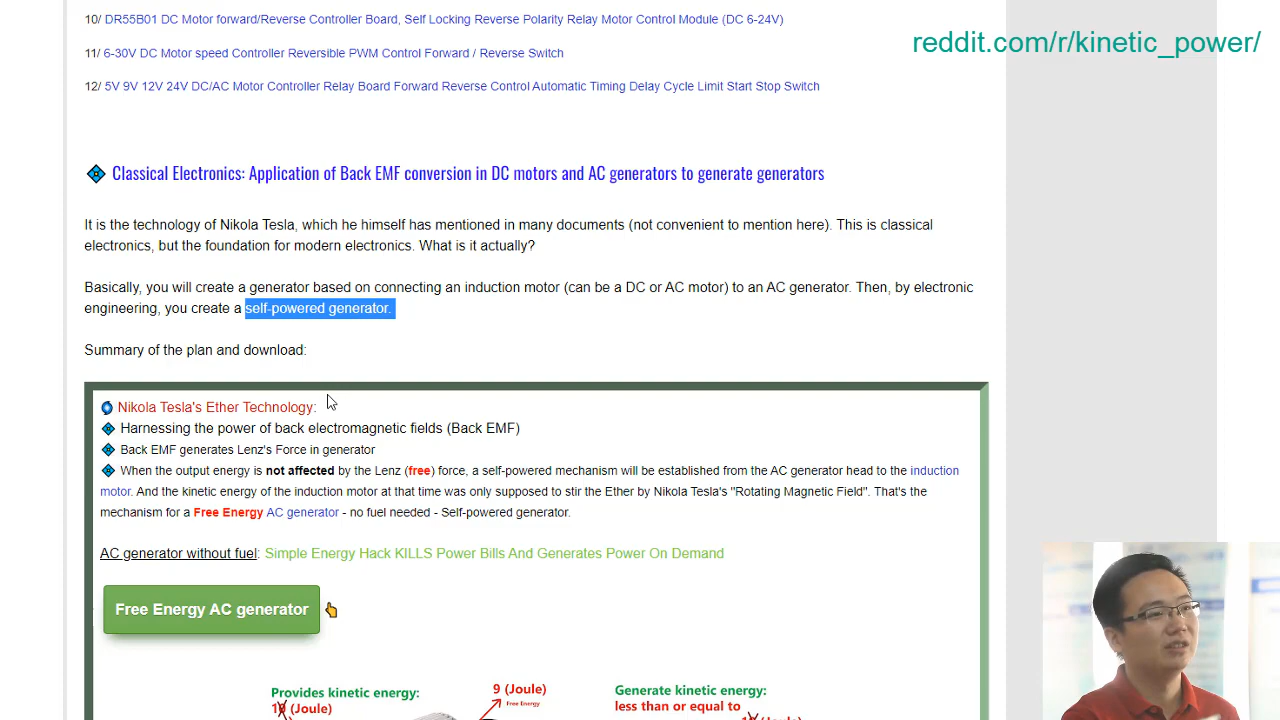 10/ DR55B01 DC Motor forward/Reverse Controller Board, Self Locking Reverse Polarity Relay Motor Control Module (DC 6-24V)
reddit.com/r/kinetic_power/
11/ 6-30V DC Motor speed Controller Reversible PWM Control Forward / Reverse Switch
12/ 5V 9V 12V 24V DC/AC Motor Controller Relay Board Forward Reverse Control Automatic Timing Delay Cycle Limit Start Stop Switch
Classical Electronics: Application of Back EMF conversion in DC motors and AC generators to generate generators
It is the technology of Nikola Tesla, which he himself has mentioned in many documents (not convenient to mention here). This is classical
electronics, but the foundation for modern electronics. What is it actually?
Basically, you will create a generator based on connecting an induction motor (can be a DC or AC motor) to an AC generator. Then, by electronic
engineering, you create a self-powered generator.
Summary of the plan and download:
Nikola Tesla's Ether Technology:
Harnessing the power of back electromagnetic fields (Back EMF)
Back EMF generates Lenz's Force in generator
When the output energy is not affected by the Lenz (free) force, a self-powered mechanism will be established from the AC generator head to the induction
motor. And the kinetic energy of the induction motor at that time was only supposed to stir the Ether by Nikola Tesla's "Rotating Magnetic Field". That's the
mechanism for a Free Energy AC generator - no fuel needed - Self-powered generator.
AC generator without fuel: Simple Energy Hack KILLS Power Bills And Generates Power On Demand
Free Energy AC generator
Provides kinetic energy:
(Joule)
9 (Joule)
Free Energy
Generate kinetic energy:
less than or equal to